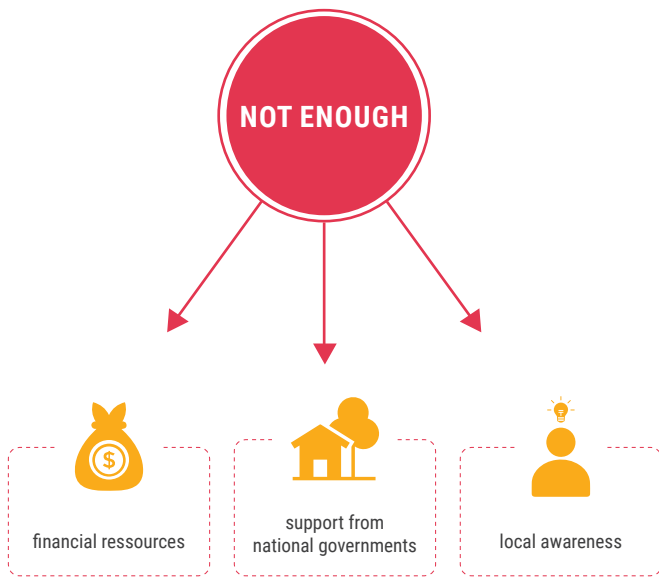 NOT ENOUGH
$
financial ressources
support from
national governments
local awareness